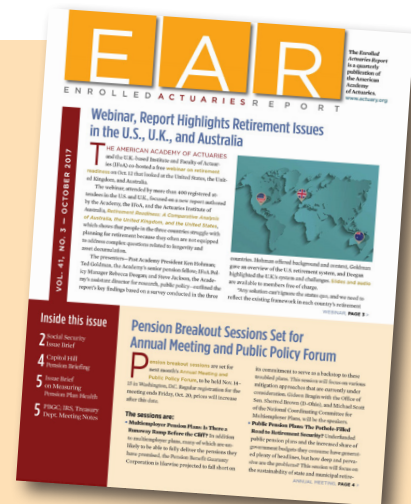 EAR
ENROLLED ACTUARIES REPORT
The Enrolled
Actuaries Report
is a quarterly
publication of
the American
Academy
of Actuaries.
www.actuary.org
VOL. 41, NO. 3 — OCTOBER 2017
Webinar, Report Highlights Retirement Issues
in the U.S., U.K., and Australia
THE AMERICAN ACADEMY OF ACTUARIES
and the U.K.-based Institute and Faculty of Actuar-
ies (IFoA) co-hosted a free webinar on retirement
readiness on Oct. 12 that looked at the United States, the Unit-
ed Kingdom, and Australia.
The webinar, attended by more than 400 registered at-
tendees in the U.S. and U.K., focused on a new report authored
by the Academy, the IFoA, and the Actuaries Institute of
Australia, Retirement Readiness: A Comparative Analysis
of Australia, the United Kingdom, and the United States,
which shows that people in the three countries struggle with
planning for retirement because they often are not equipped
to address complex questions related to longevity and
asset decumulation.
The presenters—Past Academy President Ken Hohman;
Ted Goldman, the Academy's senior pension fellow; IFoA Pol-
icy Manager Rebecca Deegan; and Steve Jackson, the Acade-
my's assistant director for research, public policy—outlined the
report's key findings based on a survey conducted in the three
countries. Hohman offered background and context, Goldman
gave an overview of the U.S. retirement system, and Deegan
highlighted the U.K.'s system and challenges. Slides and audio
are available to members free of charge.
"Any solution can't ignore the status quo, and we need to
reflect the existing framework in each country's retirement
WEBINAR, PAGE 3 >
Inside this issue
2 Social Security
Issue Brief
4 Capitol Hill
Pension Briefing
5 Issue Brief
on Measuring
Pension Plan Health
5 PBGC, IRS, Treasury
Dept. Meeting Notes
Pension Breakout Sessions Set for
Annual Meeting and Public Policy Forum
Pension breakout sessions are set for
month's Annual Meeting and
Public Policy Forum, to be held Nov. 14–
15 in Washington, D.C. Regular registration for the
meeting ends Friday, Oct. 20; prices will increase
after this date.
The sessions are:
• Multiemployer Pension Plans: Is There a
Runaway Ramp Before the Cliff? In addition
to multiemployer plans, many of which are un-
likely to be able to fully deliver the pensions they
have promised, the Pension Benefit Guaranty
Corporation is likewise projected to fall short on
its commitment to serve as a backstop to these
troubled plans. This session will focus on various
mitigation approaches that are currently under
consideration. Guinea Bragin with the Office of
Sen. Sherrod Brown (D-Ohio), and Michael Scott
of the National Coordinating Committee for
Multiemployer Plans, will be the speakers.
• Public Pension Plans: The Pothole-Filled
Road to Retirement Security? Underfunded
public pension plans and the increased share of
government budgets they consume have generat-
ed plenty of headlines, but how deep and perva-
sive are the problems? This session will focus on
the sustainability of state and municipal retire-
ANNUAL MEETING, PAGE 4 >